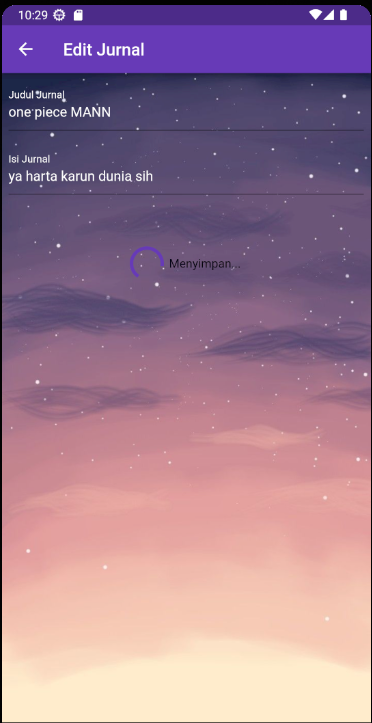 10:29
Edit Jurnal
Judul Jurnal
one piece MANN
Isi Jurnal
ya harta karun dunia sih
Menyimpan...